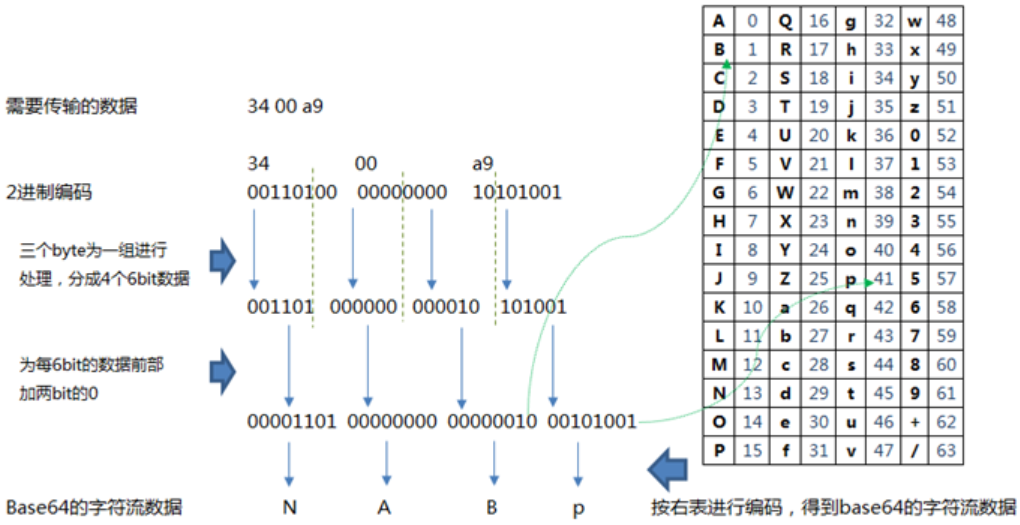 需要传输的数据 34 00 a9
34 00 a9
2进制编码 00110100 00000000 10101001
三个byte为一组进行
处理，分成4个6bit数据
001101 000000 000010 101001
为每6bit的数据前部
加两bit的0
00001101 00000000 00000010 00101001
Base64的字符流数据 N A B p
按右表进行编码，得到base64的字符流数据
A 0 Q 16 g 32 w 48
B 1 R 17 h 33 x 49
C 2 S 18 i 34 y 50
D 3 T 19 j 35 z 51
E 4 U 20 k 36 0 52
F 5 V 21 l 37 1 53
G 6 W 22 m 38 2 54
H 7 X 23 n 39 3 55
I 8 Y 24 o 40 4 56
J 9 Z 25 p 41 5 57
K 10 a 26 q 42 6 58
L 11 b 27 r 43 7 59
M 12 c 28 s 44 8 60
N 13 d 29 t 45 9 61
O 14 e 30 u 46 + 62
P 15 f 31 v 47 / 63